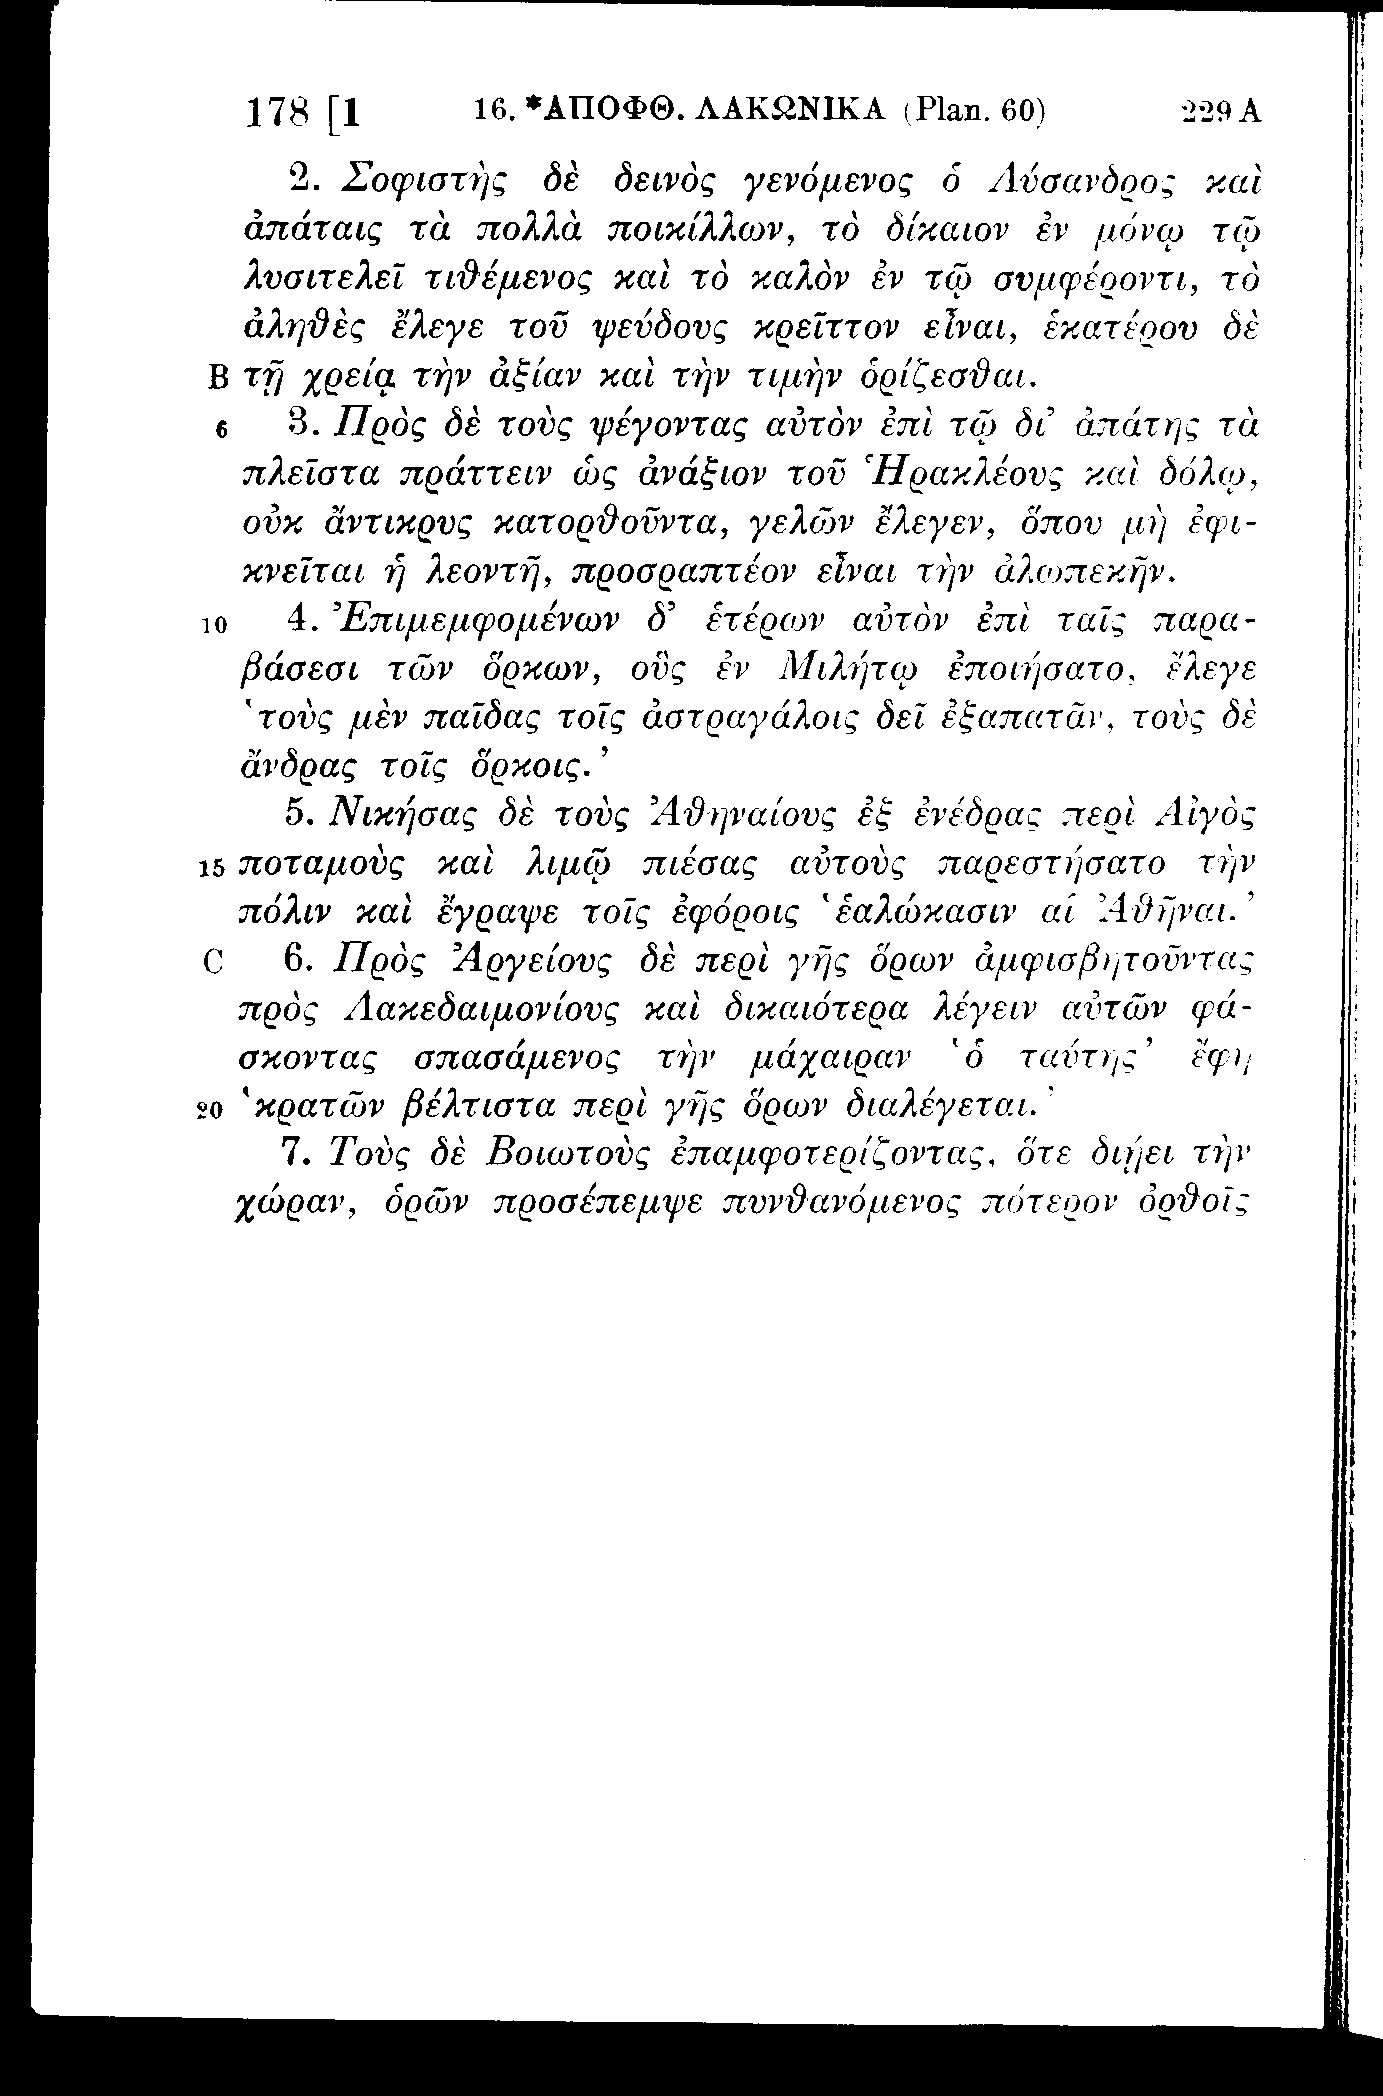 178 [1 16. *ΑΠΟΦΘ. ΛΑΚΩΝΙΚΑ (Plan. 60) 229 A
2. Σοφιστὴς δὲ δεινὸς γενόμενος ὁ Λύσανδρος καὶ
ἀπάταις τὰ πολλὰ ποικίλλων, τὸ δίκαιον ἐν μόνῳ τῷ
λυσιτελεῖ τιθέμενος καὶ τὸ καλὸν ἐν τῷ συμφέροντι, τὸ
ἀληθὲς ἔλεγε τοῦ ψεύδους κρεῖττον εἶναι, ἑκατέρου δὲ
B τῇ χρείᾳ τὴν ἀξίαν καὶ τὴν τιμὴν ὁρίζεσθαι.
6 3. Πρὸς δὲ τοὺς ψέγοντας αὐτὸν ἐπὶ τῷ δι’ ἀπάτης τὰ
πλεῖστα πράττειν ὡς ἀνάξιον τοῦ Ἡρακλέους καὶ δόλῳ,
οὐκ ἄντικρυς κατορθοῦντα, γελῶν ἔλεγεν, ὅπου μὴ ἐφι-
κνεῖται ἡ λεοντῆ, προσραπτέον εἶναι τὴν ἀλωπεκῆν.
10 4. Ἐπιμεμφομένων δ’ ἑτέρων αὐτὸν ἐπὶ ταῖς παρα-
βάσεσι τῶν ὅρκων, οὓς ἐν Μιλήτῳ ἐποιήσατο, ἔλεγε
‛τοὺς μὲν παῖδας τοῖς ἀστραγάλοις δεῖ ἐξαπατᾶν, τοὺς δὲ
ἄνδρας τοῖς ὅρκοις.’
5. Νικήσας δὲ τοὺς Ἀθηναίους ἐξ ἐνέδρας περὶ Αἰγὸς
15 ποταμοὺς καὶ λιμῷ πιέσας αὐτοὺς παρεστήσατο τὴν
πόλιν καὶ ἔγραψε τοῖς ἐφόροις ‛ἑαλώκασιν αἱ Ἀθῆναι.’
C 6. Πρὸς Ἀργείους δὲ περὶ γῆς ὅρων ἀμφισβητοῦντας
πρὸς Λακεδαιμονίους καὶ δικαιότερα λέγειν αὐτῶν φά-
σκοντας σπασάμενος τὴν μάχαιραν ‛ὁ ταύτης’ ἔφη
20 ‛κρατῶν βέλτιστα περὶ γῆς ὅρων διαλέγεται.’
7. Τοὺς δὲ Βοιωτοὺς ἐπαμφοτερίζοντας, ὅτε διῄει τὴν
χώραν, ὁρῶν προσέπεμψε πυνθανόμενος πότερον ὀρθοῖς